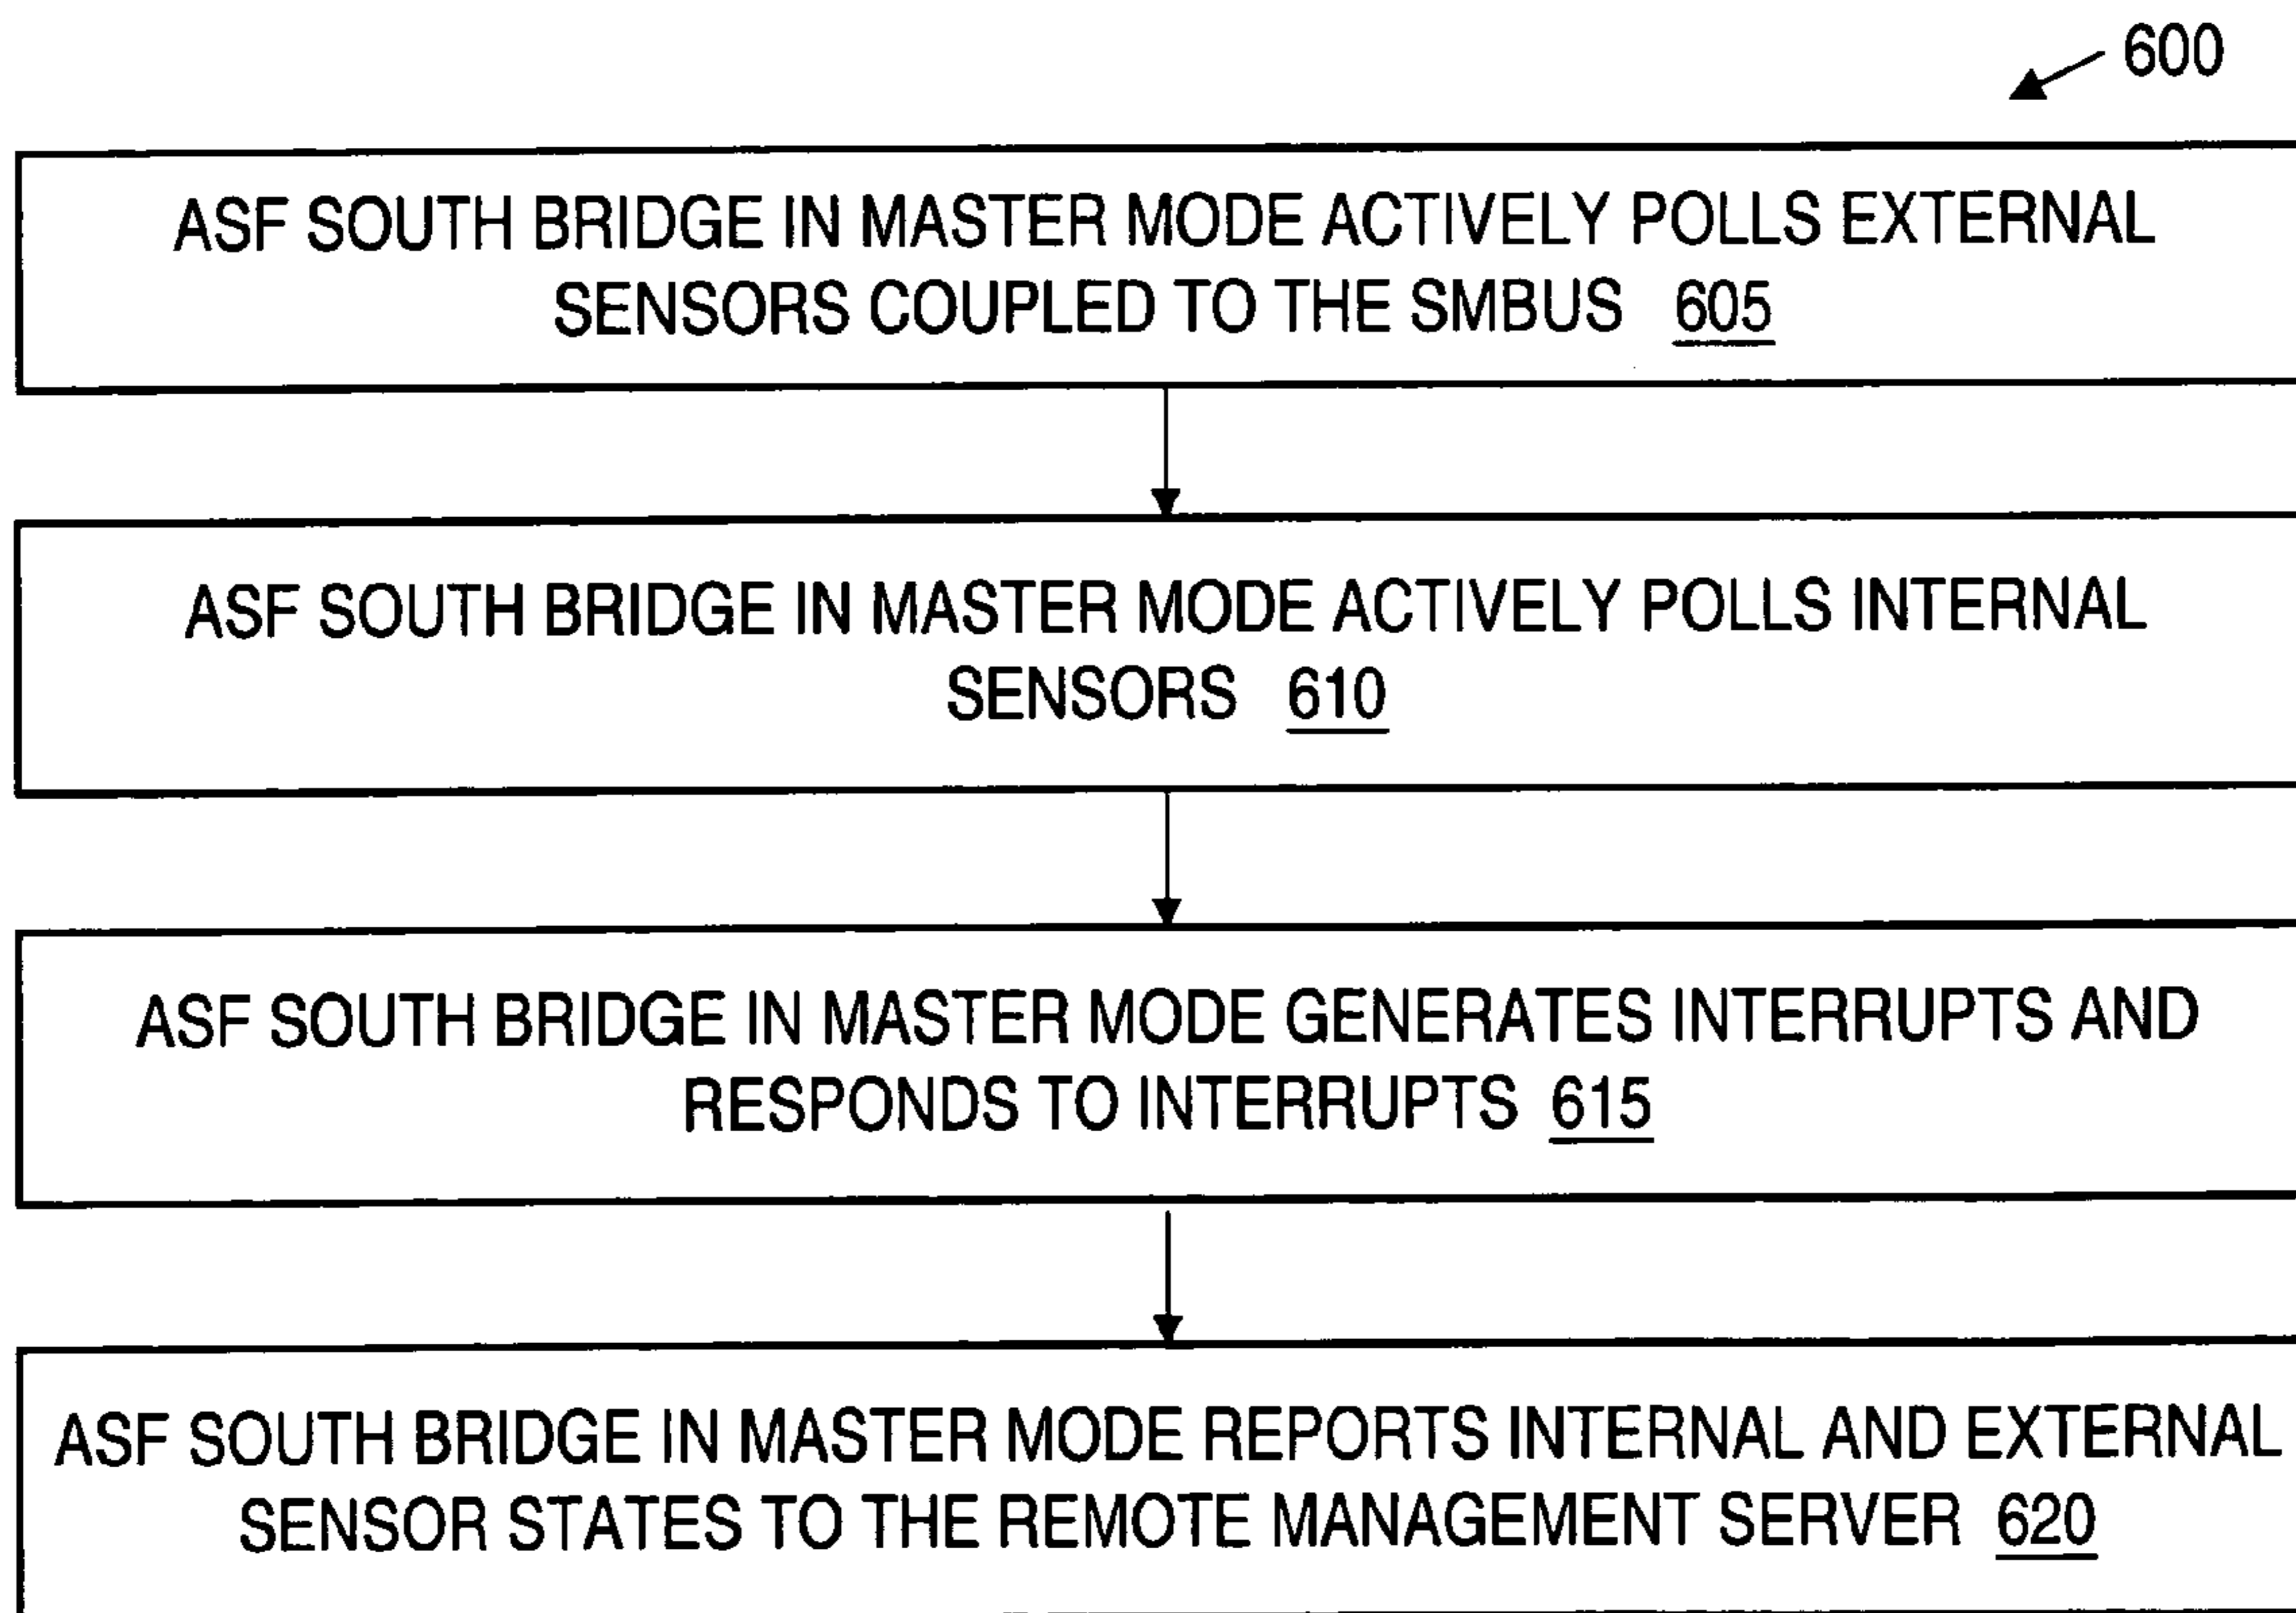 600
ASF SOUTH BRIDGE IN MASTER MODE ACTIVELY POLLS EXTERNAL
SENSORS COUPLED TO THE SMBUS 605
ASF SOUTH BRIDGE IN MASTER MODE ACTIVELY POLLS INTERNAL
SENSORS 610
ASF SOUTH BRIDGE IN MASTER MODE GENERATES INTERRUPTS AND
RESPONDS TO INTERRUPTS 615
ASF SOUTH BRIDGE IN MASTER MODE REPORTS INTERNAL AND EXTERNAL
SENSOR STATES TO THE REMOTE MANAGEMENT SERVER 620